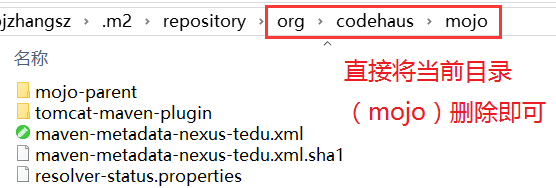 jzhangsz › .m2 › repository › org › codehaus › mojo
名称
直接将当前目录
（mojo）删除即可
mojo-parent
tomcat-maven-plugin
maven-metadata-nexus-tedu.xml
maven-metadata-nexus-tedu.xml.sha1
resolver-status.properties